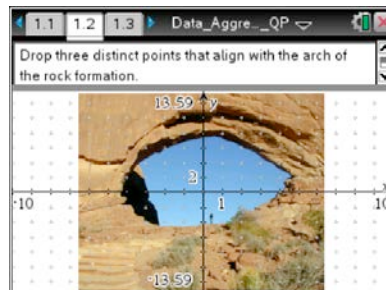 1.1 1.2 1.3 Data_Aggre…_QP
Drop three distinct points that align with the arch of
the rock formation.
13.59 y
2
-10 1 10
-13.59